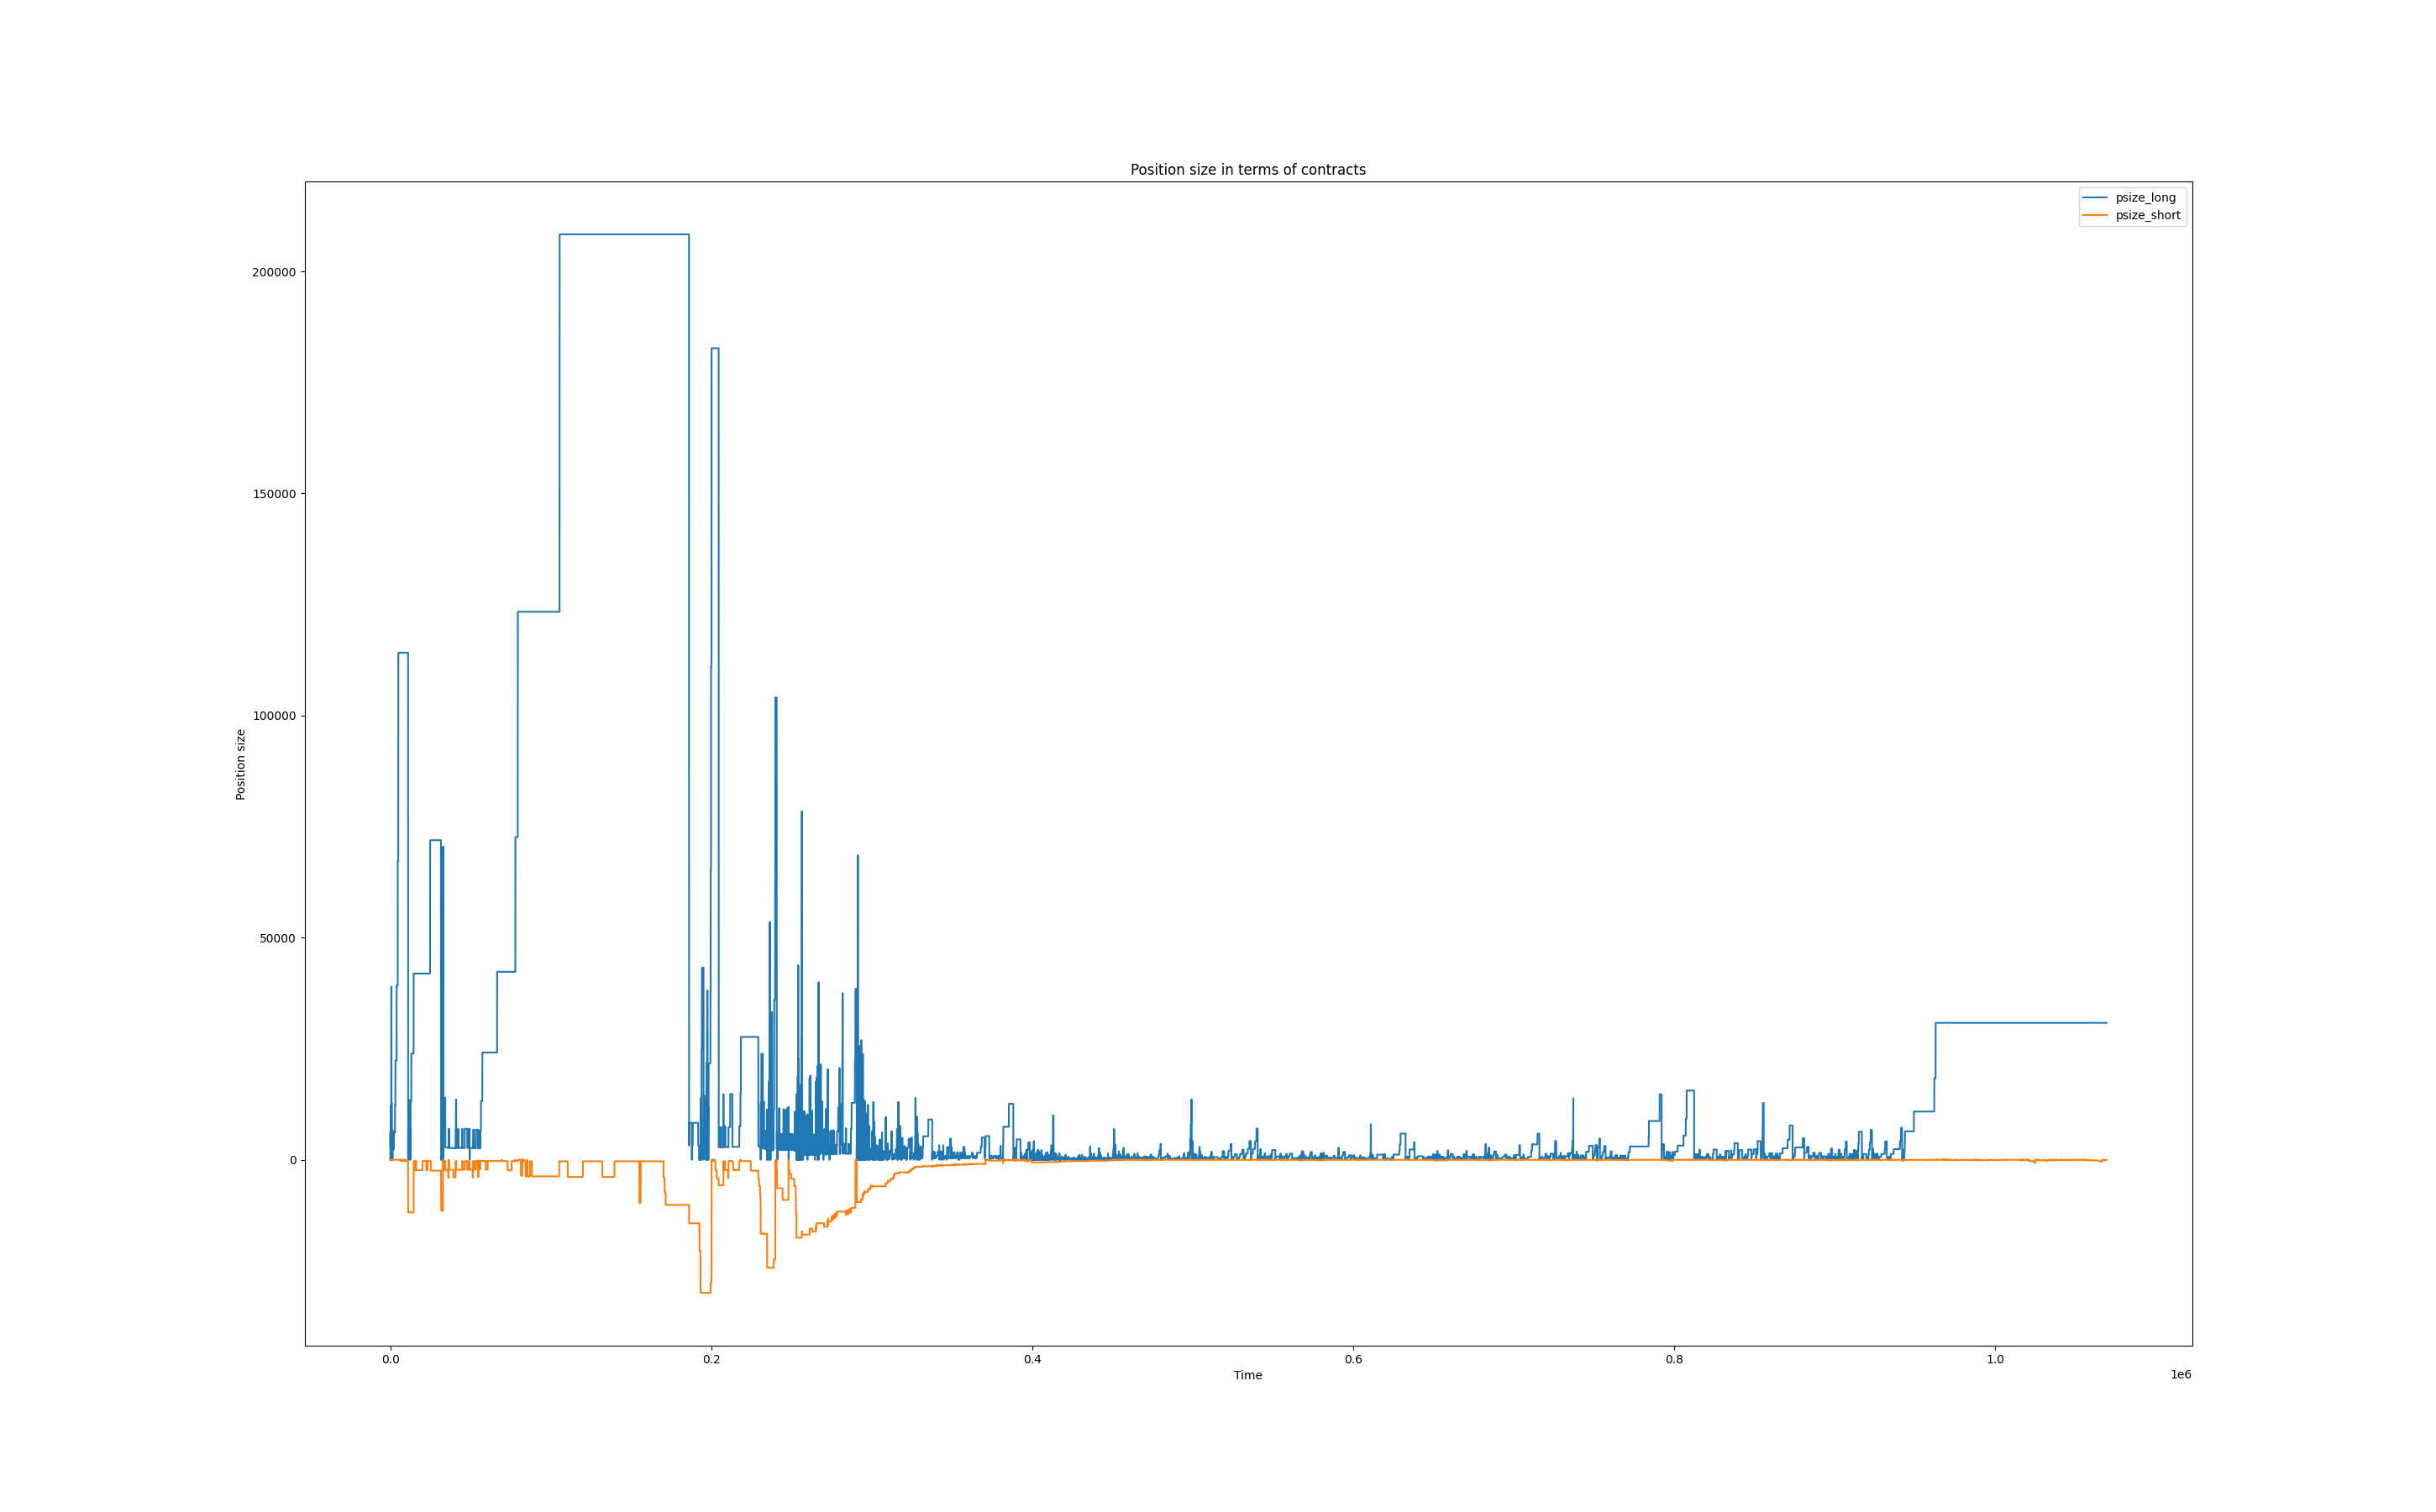 Position size in terms of contracts
psize_long
psize_short
200000
150000
100000
50000
0
Position size
0.0
0.2
0.4
0.6
0.8
1.0
1e6
Time